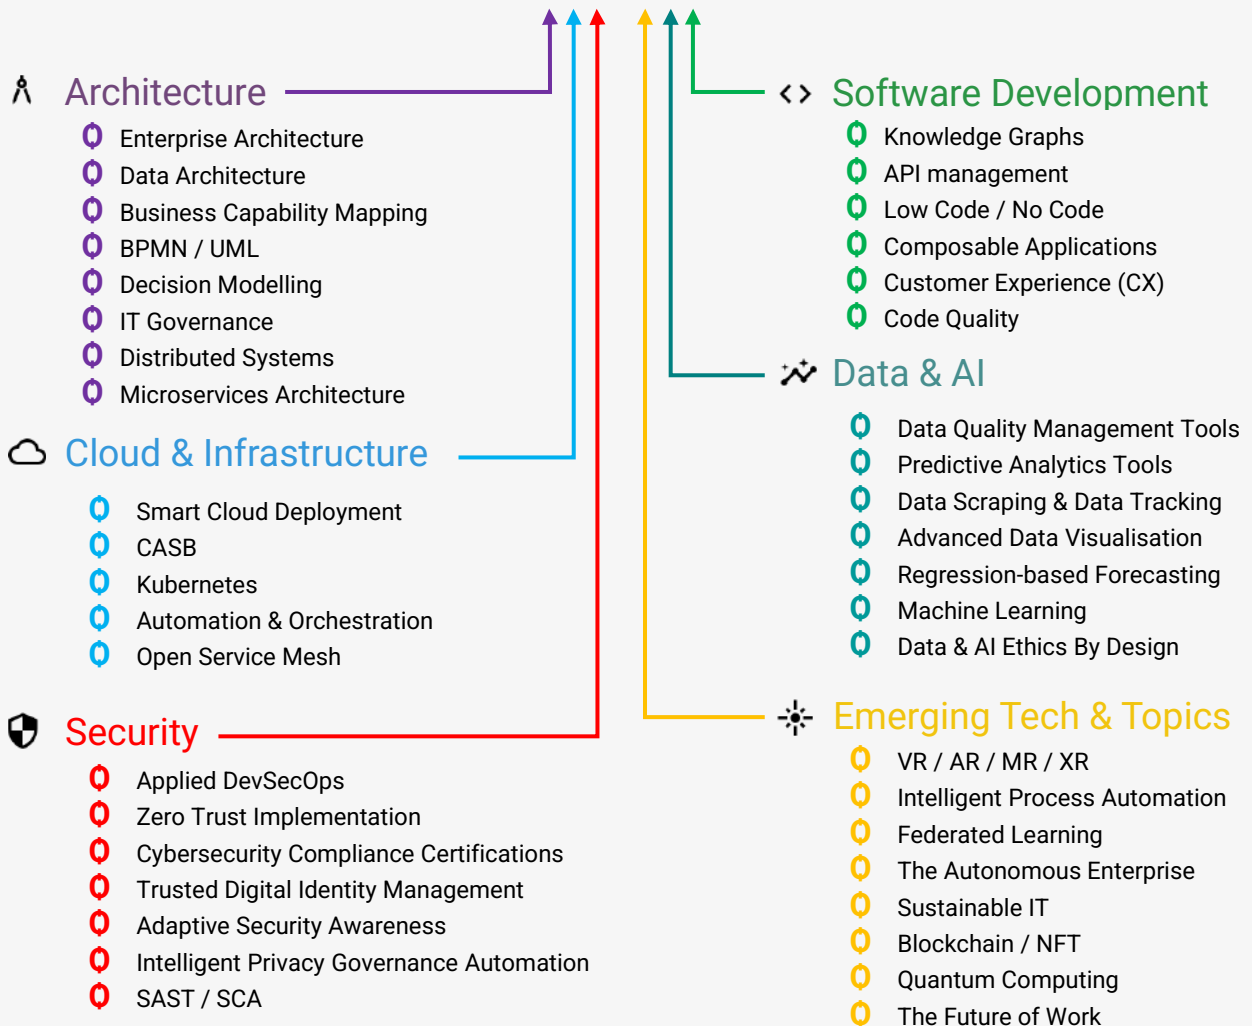 Architecture
Enterprise Architecture
Data Architecture
Business Capability Mapping
BPMN / UML
Decision Modelling
IT Governance
Distributed Systems
Microservices Architecture
Cloud & Infrastructure
Smart Cloud Deployment
CASB
Kubernetes
Automation & Orchestration
Open Service Mesh
Security
Applied DevSecOps
Zero Trust Implementation
Cybersecurity Compliance Certifications
Trusted Digital Identity Management
Adaptive Security Awareness
Intelligent Privacy Governance Automation
SAST / SCA
Software Development
Knowledge Graphs
API management
Low Code / No Code
Composable Applications
Customer Experience (CX)
Code Quality
Data & AI
Data Quality Management Tools
Predictive Analytics Tools
Data Scraping & Data Tracking
Advanced Data Visualisation
Regression-based Forecasting
Machine Learning
Data & AI Ethics By Design
Emerging Tech & Topics
VR / AR / MR / XR
Intelligent Process Automation
Federated Learning
The Autonomous Enterprise
Sustainable IT
Blockchain / NFT
Quantum Computing
The Future of Work